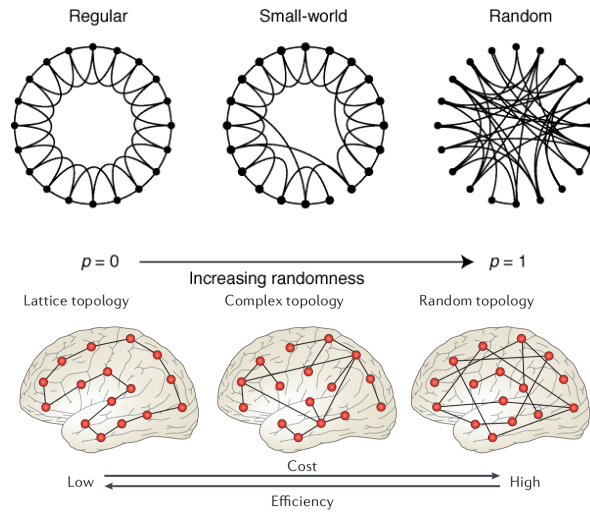 Regular Small-world Random
p = 0 p = 1
Increasing randomness
Lattice topology Complex topology Random topology
Cost
Low High
Efficiency